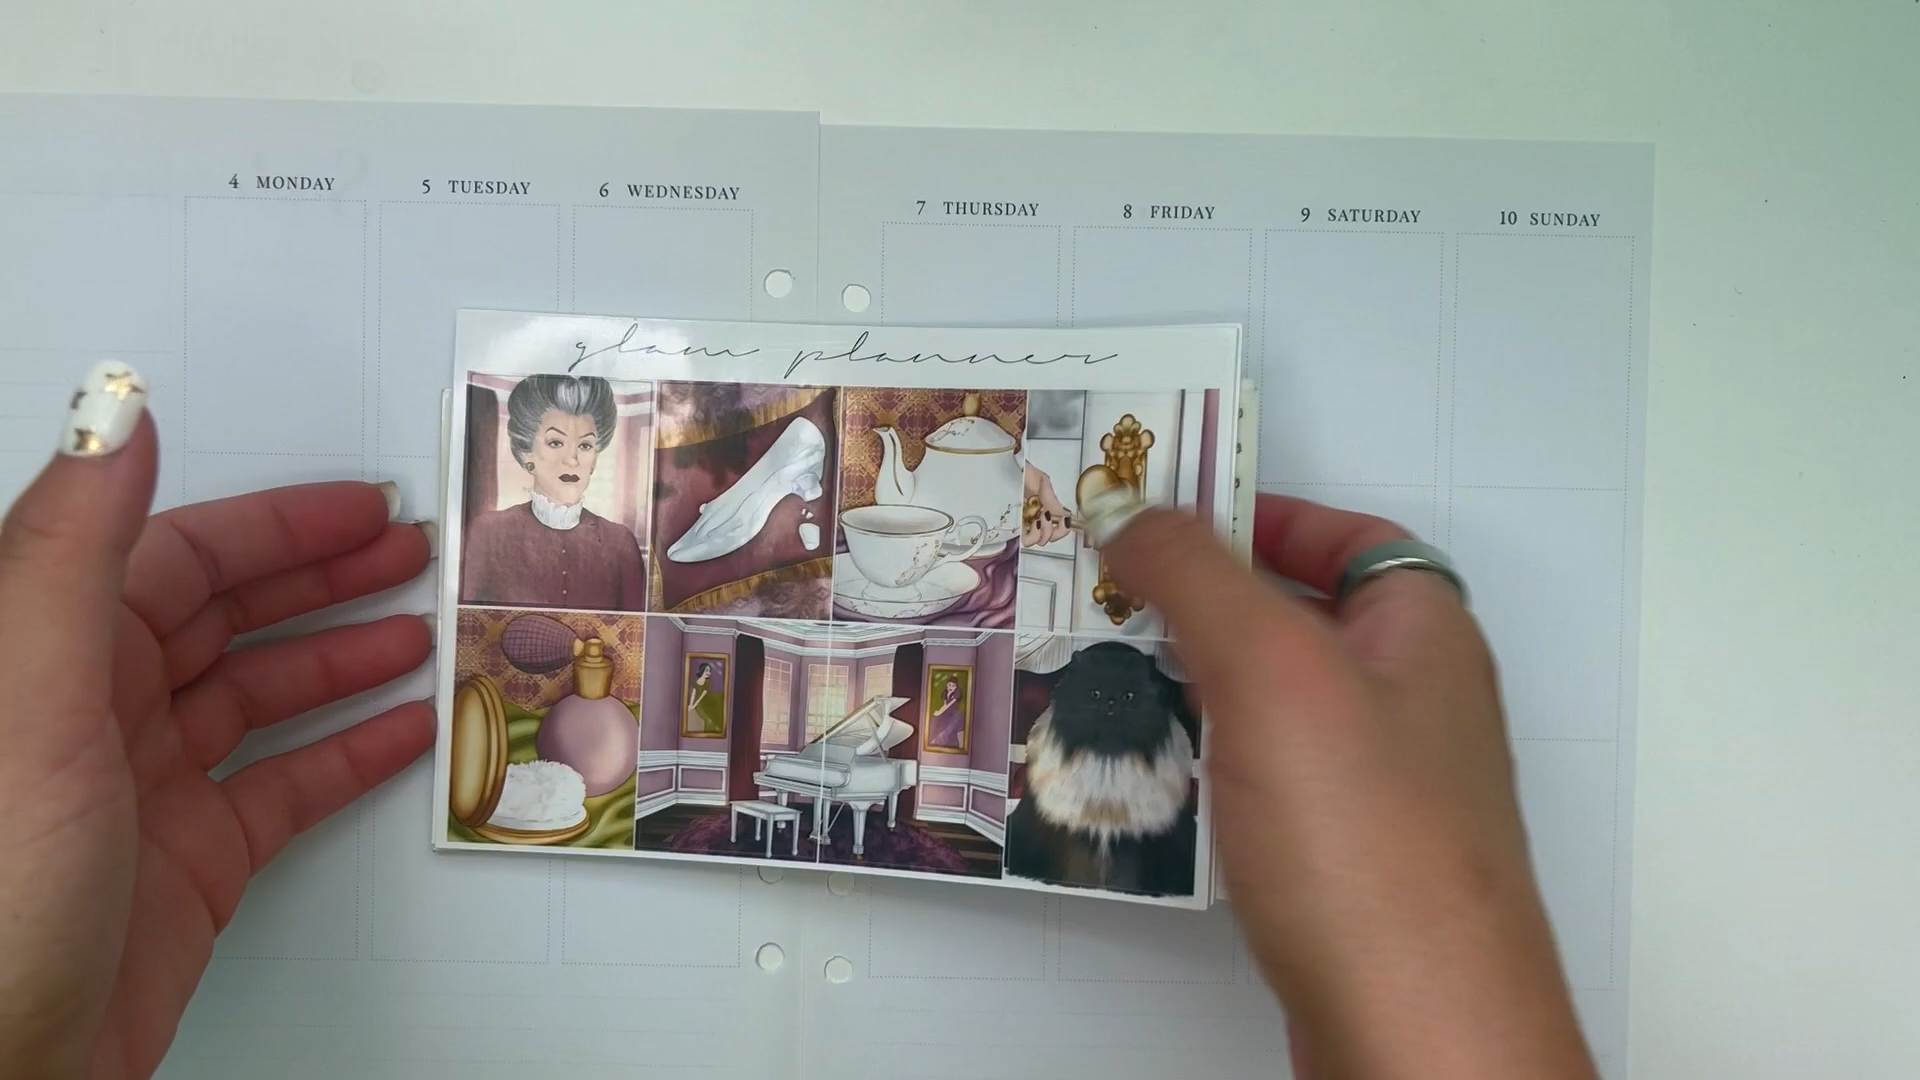 4 MONDAY
5 TUESDAY
6 WEDNESDAY
7 THURSDAY
8 FRIDAY
9 SATURDAY
10 SUNDAY
glam planner